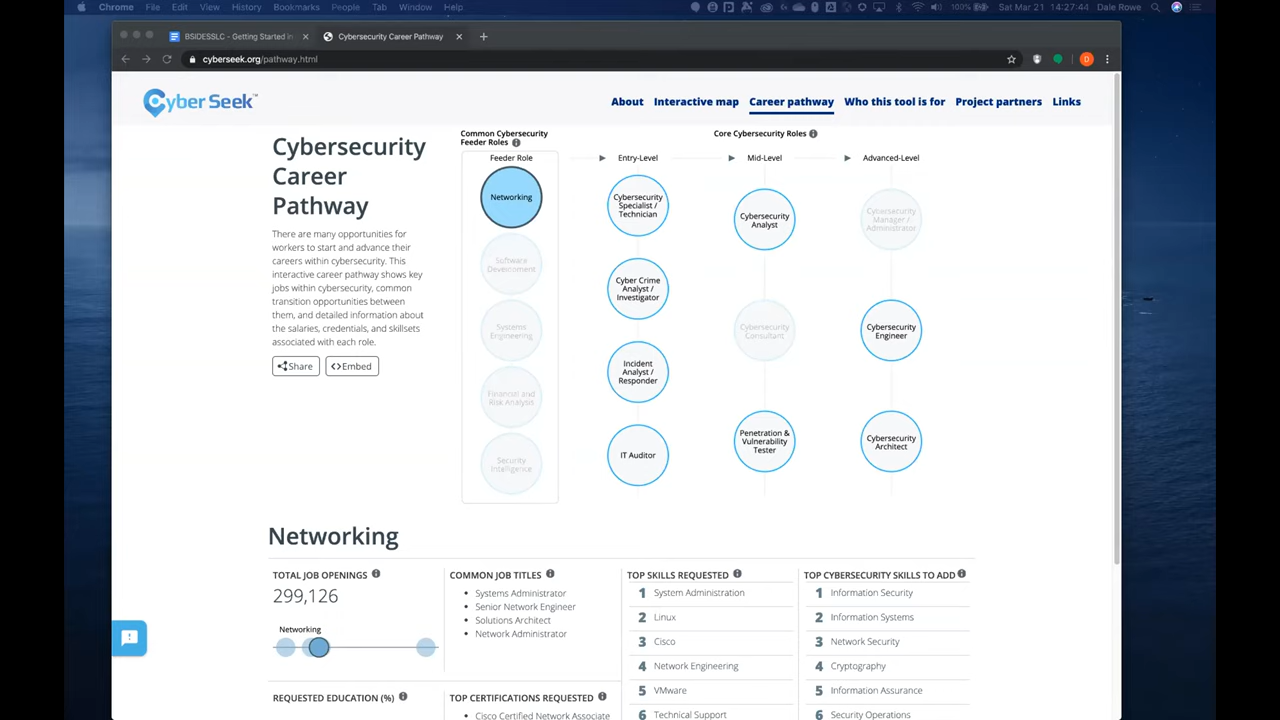 Chrome File Edit View History Bookmarks People Tab Window Help 100% Sat Mar 21 14:27:44 Dale Rowe
BSIDESSLC - Getting Started in
Cybersecurity Career Pathway
cyberseek.org/pathway.html
D
Cyber Seek™
About Interactive map Career pathway Who this tool is for Project partners Links
Cybersecurity
Career
Pathway
There are many opportunities for
workers to start and advance their
careers within cybersecurity. This
interactive career pathway shows key
jobs within cybersecurity, common
transition opportunities between
them, and detailed information about
the salaries, credentials, and skillsets
associated with each role.
Share
Embed
Common Cybersecurity
Feeder Roles
Core Cybersecurity Roles
Feeder Role
Entry-Level
Mid-Level
Advanced-Level
Networking
Software
Development
Systems
Engineering
Financial and
Risk Analysis
Security
Intelligence
Cybersecurity
Specialist /
Technician
Cyber Crime
Analyst /
Investigator
Incident
Analyst /
Responder
IT Auditor
Cybersecurity
Analyst
Cybersecurity
Consultant
Penetration &
Vulnerability
Tester
Cybersecurity
Manager /
Administrator
Cybersecurity
Engineer
Cybersecurity
Architect
Networking
TOTAL JOB OPENINGS
299,126
Networking
REQUESTED EDUCATION (%)
COMMON JOB TITLES
Systems Administrator
Senior Network Engineer
Solutions Architect
Network Administrator
TOP CERTIFICATIONS REQUESTED
Cisco Certified Network Associate
TOP SKILLS REQUESTED
1 System Administration
2 Linux
3 Cisco
4 Network Engineering
5 VMware
6 Technical Support
TOP CYBERSECURITY SKILLS TO ADD
1 Information Security
2 Information Systems
3 Network Security
4 Cryptography
5 Information Assurance
6 Security Operations